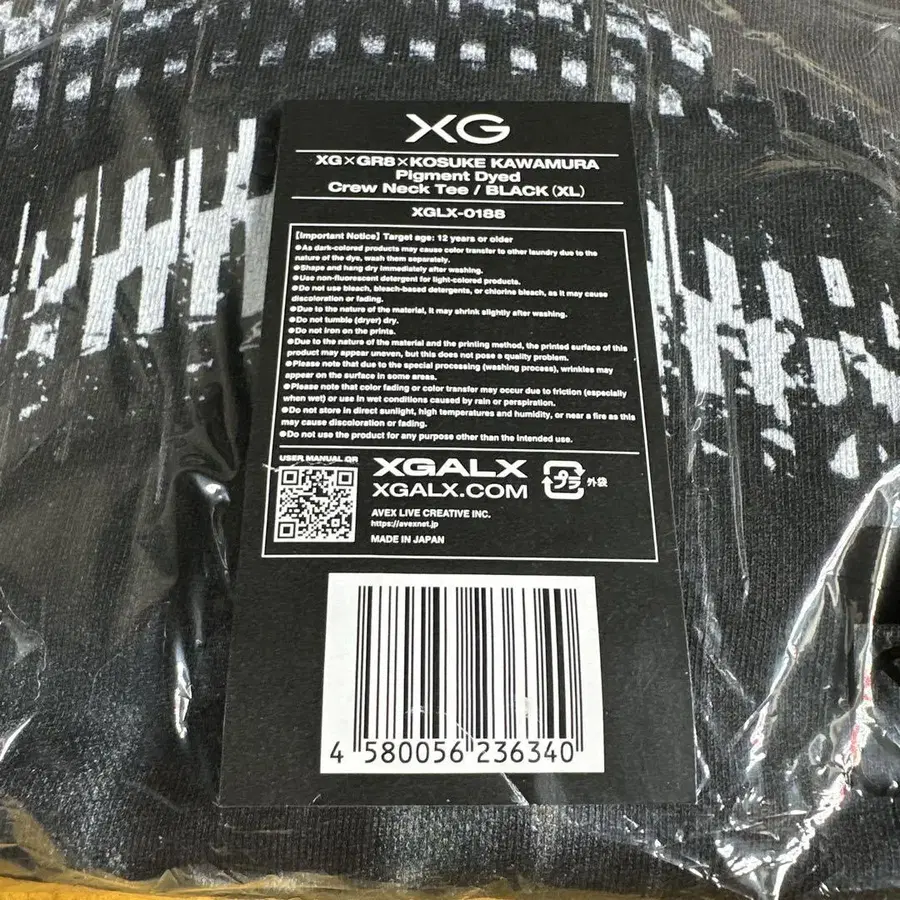 XG
XG×GR8×KOSUKE KAWAMURA
Pigment Dyed
Crew Neck Tee / BLACK (XL)
XGLX-0188
[Important Notice] Target age: 12 years or older
●As dark-colored products may cause color transfer to other laundry due to the
nature of the dye, wash them separately.
●Shape and hang dry immediately after washing.
●Use non-fluorescent detergent for light-colored products.
●Do not use bleach, bleach-based detergents, or chlorine bleach, as it may cause
discoloration or fading.
●Due to the nature of the material, it may shrink slightly after washing.
●Do not tumble (dryer) dry.
●Do not iron on the prints.
●Due to the nature of the material and the printing method, the printed surface of this
product may appear uneven, but this does not pose a quality problem.
●Please note that due to the special processing (washing process), wrinkles may
appear on the surface in some areas.
●Please note that color fading or color transfer may occur due to friction (especially
when wet) or use in wet conditions caused by rain or perspiration.
●Do not store in direct sunlight, high temperatures and humidity, or near a fire as this
may cause discoloration or fading.
●Do not use the product for any purpose other than the intended use.
USER MANUAL QR
XGALX
XGALX.COM
プラ 外袋
AVEX LIVE CREATIVE INC.
https://avexnet.jp
MADE IN JAPAN
4 580056 236340